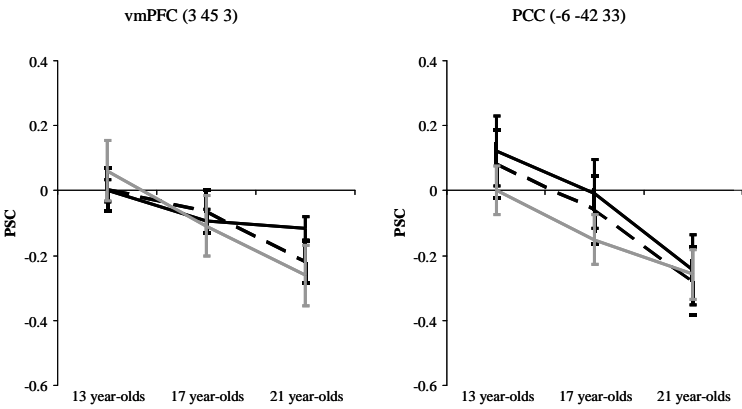 vmPFC (3 45 3)
0.4
0.2
0
-0.2
-0.4
-0.6
PSC
13 year-olds 17 year-olds 21 year-olds
PCC (-6 -42 33)
0.4
0.2
0
-0.2
-0.4
-0.6
PSC
13 year-olds 17 year-olds 21 year-olds